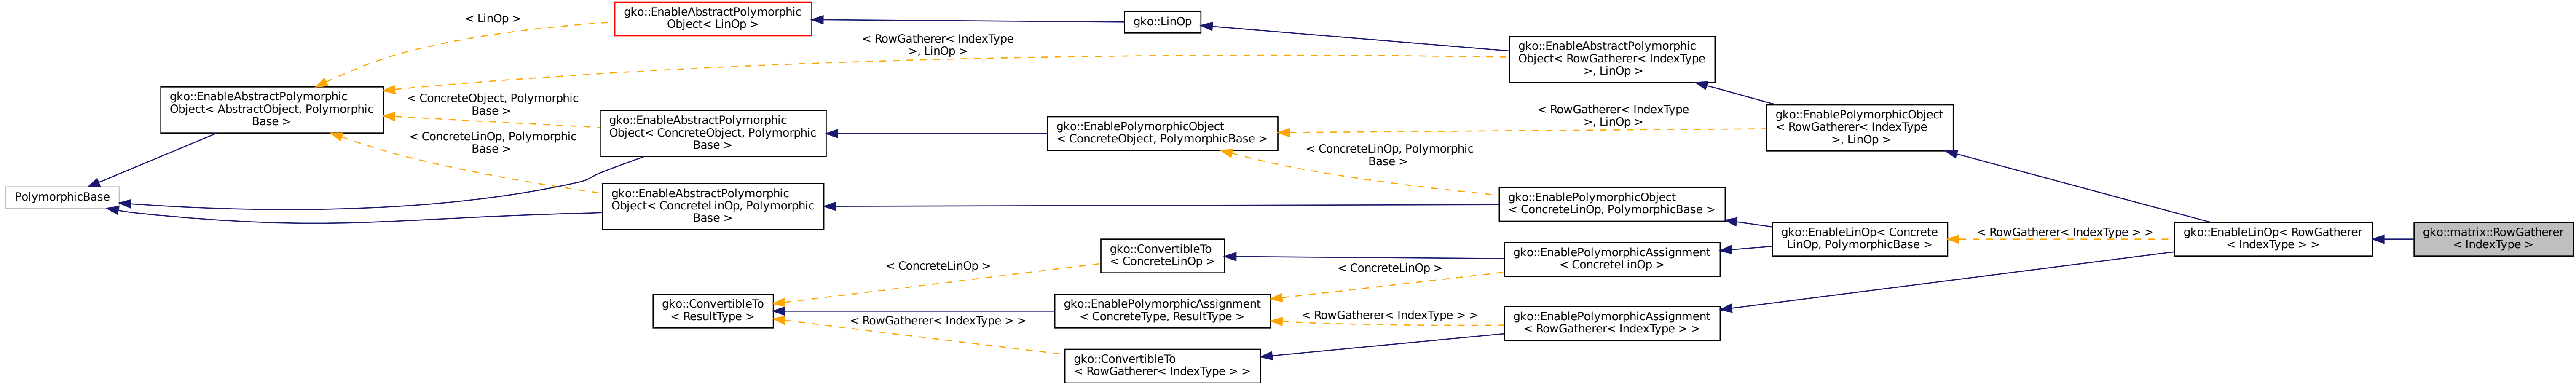 gko::EnableAbstractPolymorphic
Object< LinOp >
< LinOp >
gko::LinOp
< RowGatherer< IndexType
>, LinOp >
gko::EnableAbstractPolymorphic
Object< RowGatherer< IndexType
>, LinOp >
gko::EnableAbstractPolymorphic
Object< AbstractObject, Polymorphic
Base >
< ConcreteObject, Polymorphic
Base >
< ConcreteLinOp, Polymorphic
Base >
gko::EnableAbstractPolymorphic
Object< ConcreteObject, Polymorphic
Base >
gko::EnablePolymorphicObject
< ConcreteObject, PolymorphicBase >
< RowGatherer< IndexType
>, LinOp >
gko::EnablePolymorphicObject
< RowGatherer< IndexType
>, LinOp >
< ConcreteLinOp, Polymorphic
Base >
PolymorphicBase
gko::EnableAbstractPolymorphic
Object< ConcreteLinOp, Polymorphic
Base >
gko::EnablePolymorphicObject
< ConcreteLinOp, PolymorphicBase >
gko::EnableLinOp< Concrete
LinOp, PolymorphicBase >
< RowGatherer< IndexType > >
gko::EnableLinOp< RowGatherer
< IndexType > >
gko::matrix::RowGatherer
< IndexType >
gko::ConvertibleTo
< ConcreteLinOp >
gko::EnablePolymorphicAssignment
< ConcreteLinOp >
< ConcreteLinOp >
< ConcreteLinOp >
gko::ConvertibleTo
< ResultType >
gko::EnablePolymorphicAssignment
< ConcreteType, ResultType >
< RowGatherer< IndexType > >
< RowGatherer< IndexType > >
gko::EnablePolymorphicAssignment
< RowGatherer< IndexType > >
gko::ConvertibleTo
< RowGatherer< IndexType > >